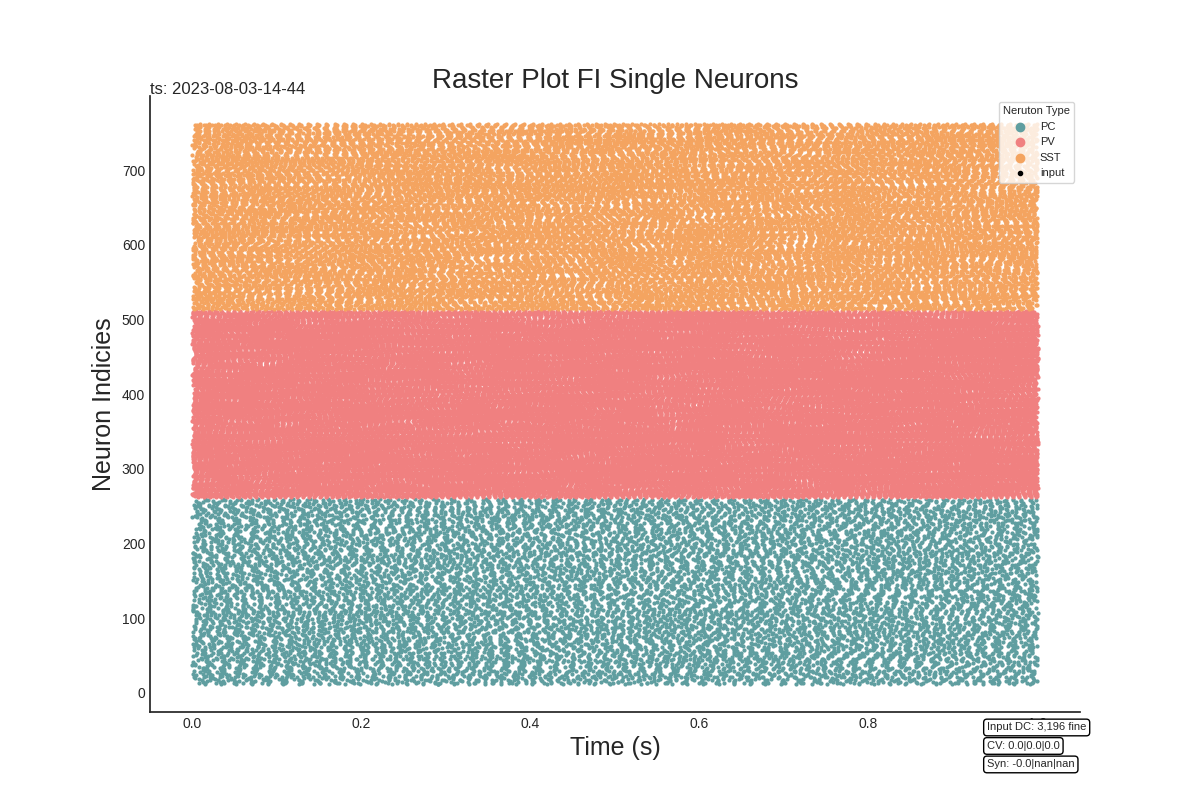 Raster Plot FI Single Neurons
ts: 2023-08-03-14-44
Neruton Type
PC
PV
SST
input
Neuron Indicies
700
600
500
400
300
200
100
0
0.0 0.2 0.4 0.6 0.8
Time (s)
Input DC: 3,196 fine
CV: 0.0|0.0|0.0
Syn: -0.0|nan|nan